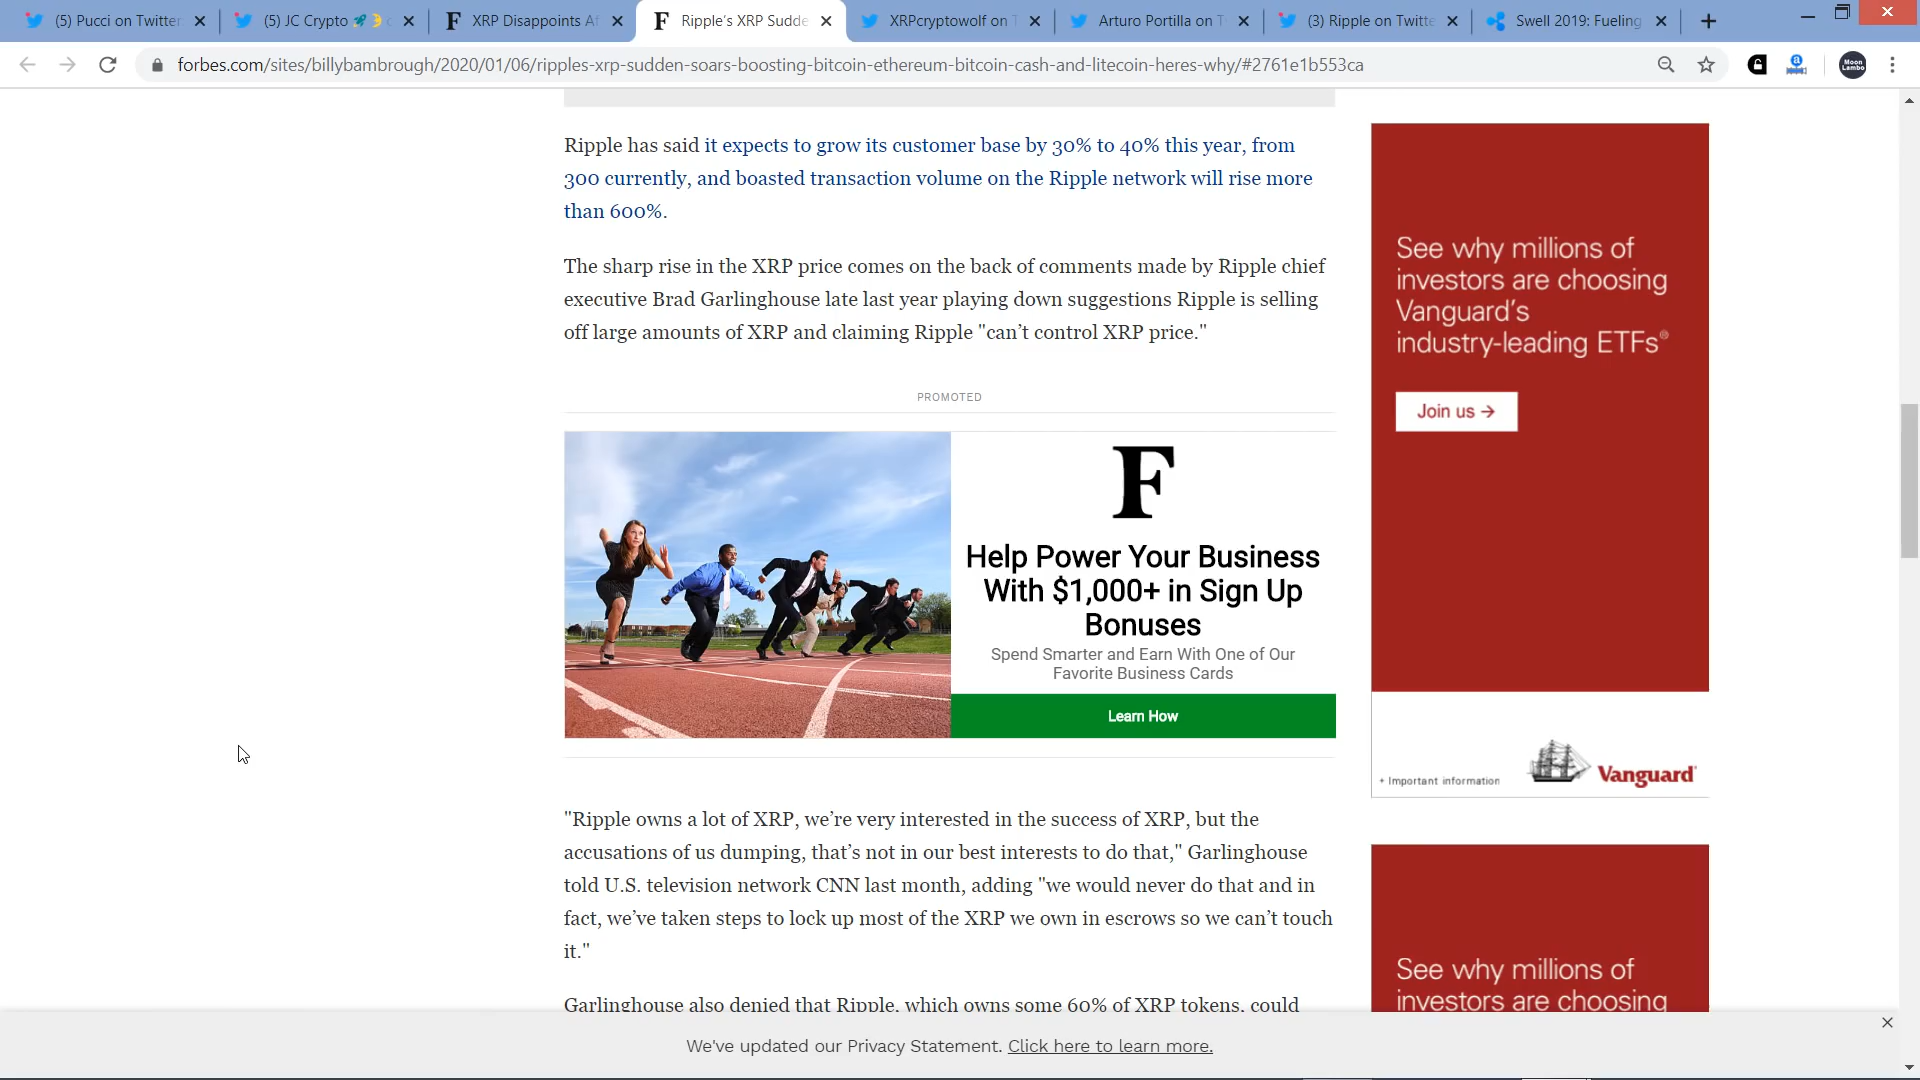 (5) Pucci on Twitter
(5) JC Crypto
XRP Disappoints Af
Ripple's XRP Sudde
XRPcryptowolf on T
Arturo Portilla on T
(3) Ripple on Twitte
Swell 2019: Fueling
forbes.com/sites/billybambrough/2020/01/06/ripples-xrp-sudden-soars-boosting-bitcoin-ethereum-bitcoin-cash-and-litecoin-heres-why/#2761e1b553ca
Moon
Lambo
Ripple has said it expects to grow its customer base by 30% to 40% this year, from
300 currently, and boasted transaction volume on the Ripple network will rise more
than 600%.
The sharp rise in the XRP price comes on the back of comments made by Ripple chief
executive Brad Garlinghouse late last year playing down suggestions Ripple is selling
off large amounts of XRP and claiming Ripple "can't control XRP price."
PROMOTED
F
Help Power Your Business
With $1,000+ in Sign Up
Bonuses
Spend Smarter and Earn With One of Our
Favorite Business Cards
Learn How
"Ripple owns a lot of XRP, we're very interested in the success of XRP, but the
accusations of us dumping, that's not in our best interests to do that," Garlinghouse
told U.S. television network CNN last month, adding "we would never do that and in
fact, we've taken steps to lock up most of the XRP we own in escrows so we can't touch
it."
Garlinghouse also denied that Ripple, which owns some 60% of XRP tokens, could
See why millions of
investors are choosing
Vanguard's
industry-leading ETFs®
Join us →
+ Important information
Vanguard®
See why millions of
investors are choosing
We've updated our Privacy Statement. Click here to learn more.